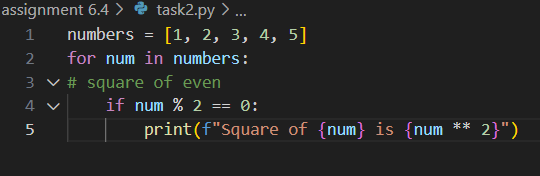 assignment 6.4 > task2.py > ...
1 numbers = [1, 2, 3, 4, 5]
2 for num in numbers:
3 # square of even
4     if num % 2 == 0:
5         print(f"Square of {num} is {num ** 2}")